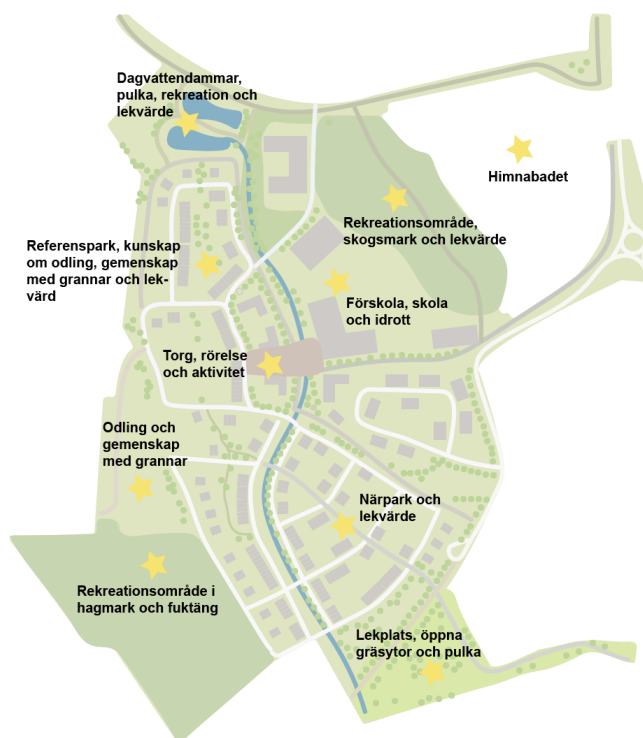 Dagvattendammar,
pulka, rekreation och
lekvärde
Himnabadet
Rekreationsområde,
skogsmark och lekvärde
Referenspark, kunskap
om odling, gemenskap
med grannar och lek-
värd
Förskola, skola
och idrott
Torg, rörelse
och aktivitet
Odling och
gemenskap
med grannar
Närpark och
lekvärde
Rekreationsområde i
hagmark och fuktäng
Lekplats, öppna
gräsytor och pulka